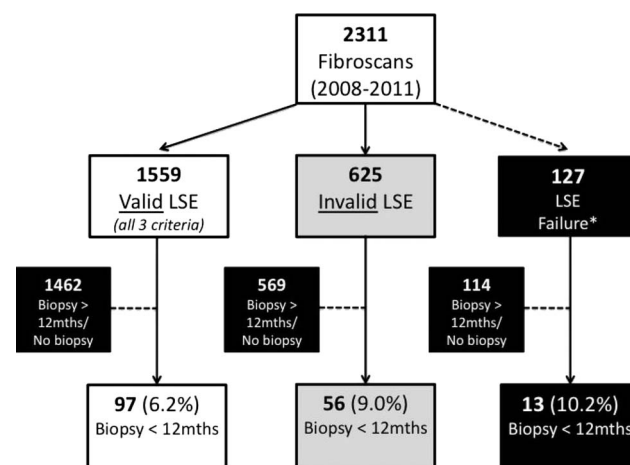 2311
Fibroscans
(2008-2011)
1559
Valid LSE
(all 3 criteria)
625
Invalid LSE
127
LSE
Failure*
1462
Biopsy >
12mths/
No biopsy
569
Biopsy >
12mths/
No biopsy
114
Biopsy >
12mths/
No biopsy
97 (6.2%)
Biopsy < 12mths
56 (9.0%)
Biopsy < 12mths
13 (10.2%)
Biopsy < 12mths